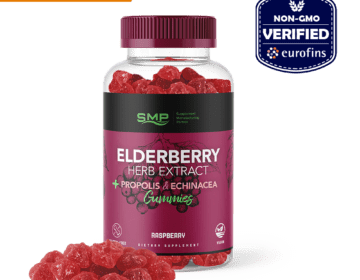 NON-GMO
VERIFIED
eurofins
SMP
ELDERBERRY
HERB EXTRACT
+ PROPOLIS & ECHINACEA
Gummies
RASPBERRY
DIETARY SUPPLEMENT